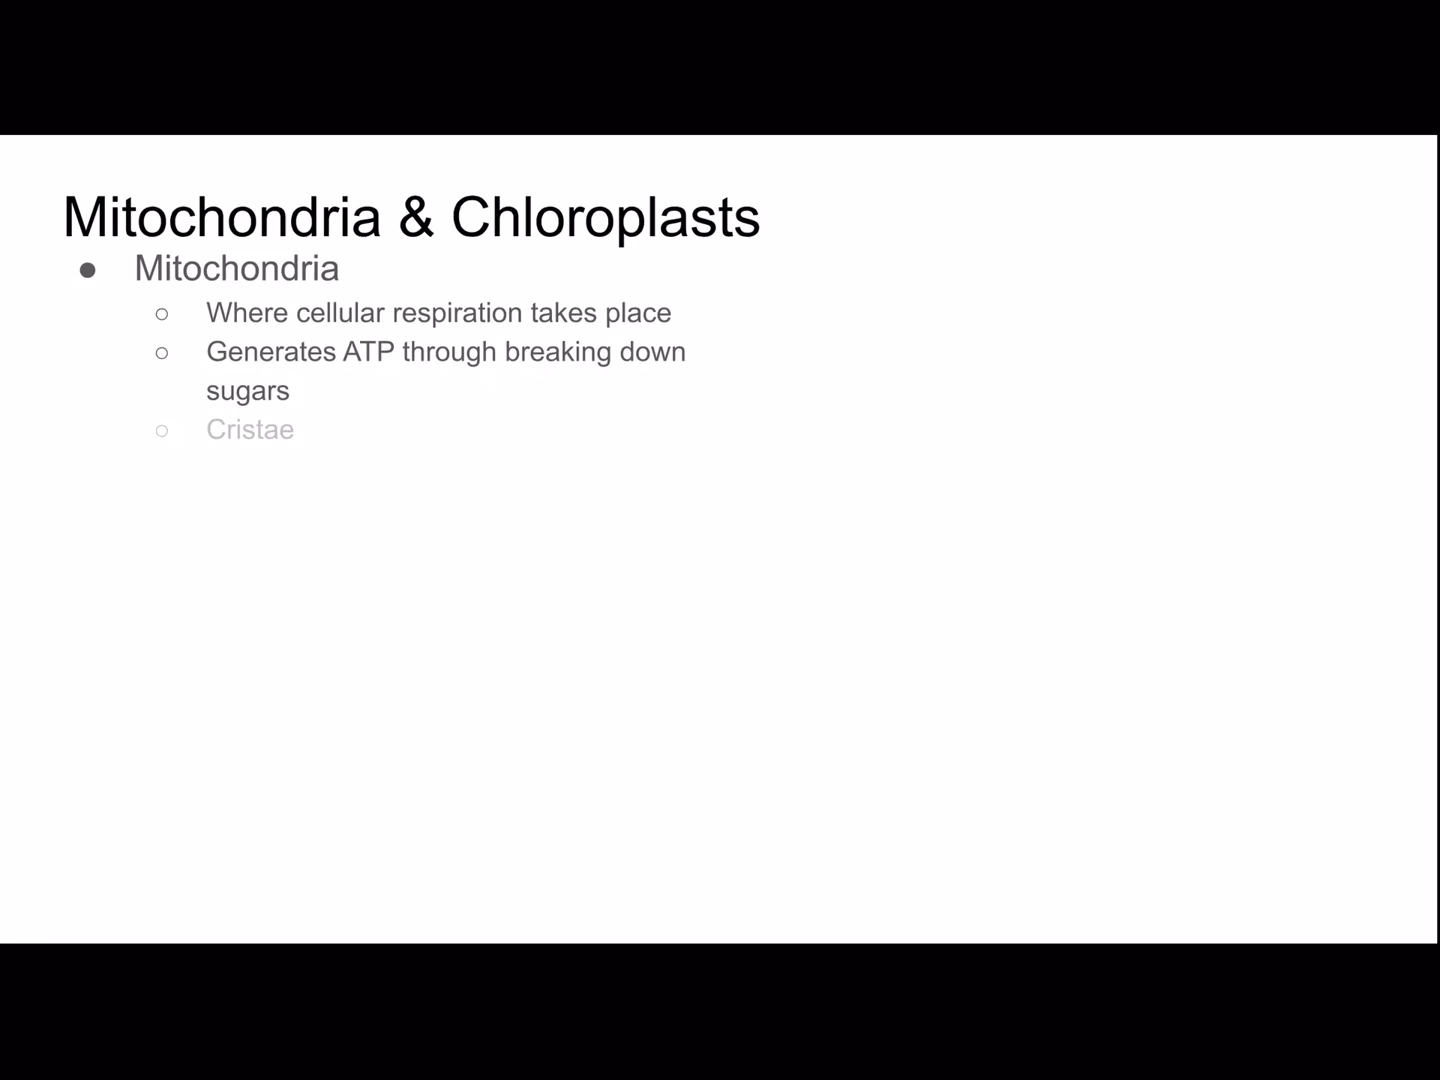 Mitochondria & Chloroplasts
● Mitochondria
○ Where cellular respiration takes place
○ Generates ATP through breaking down
sugars
○ Cristae